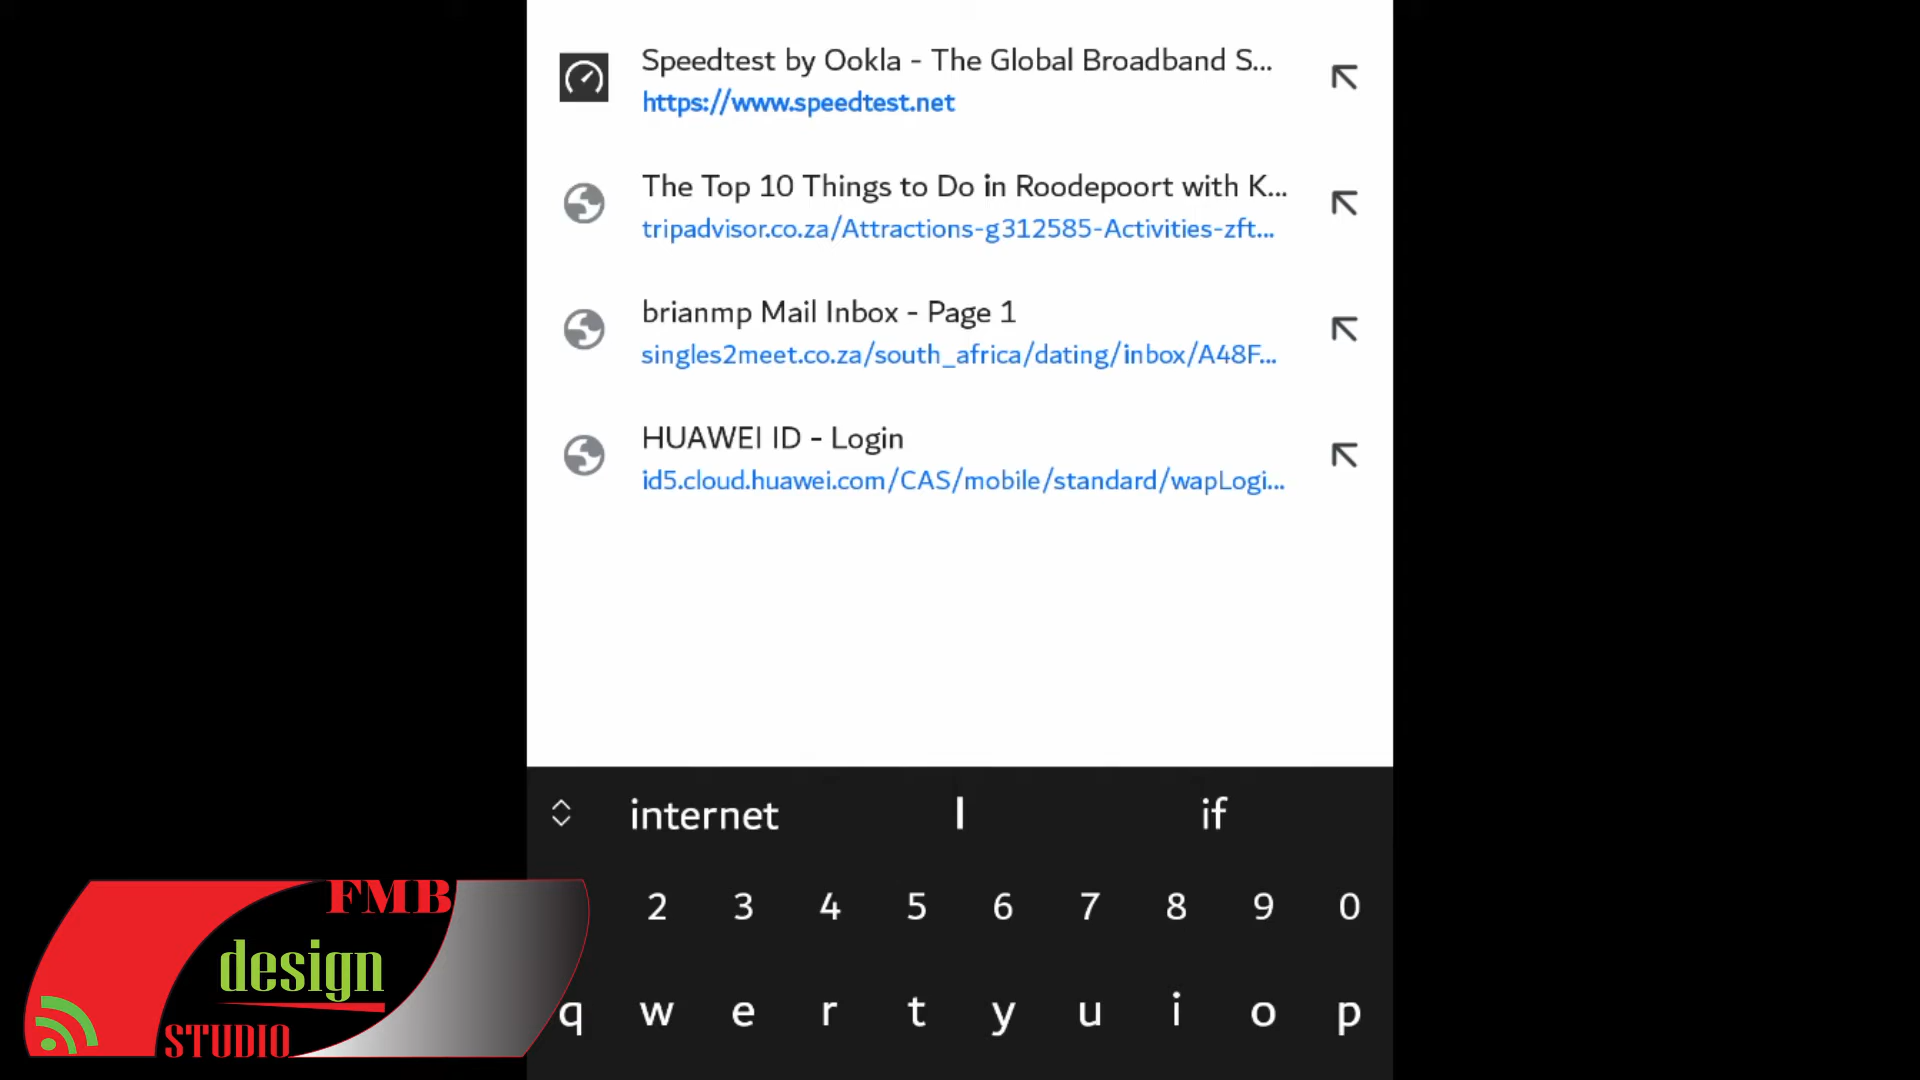 Speedtest by Ookla - The Global Broadband S...
https://www.speedtest.net
The Top 10 Things to Do in Roodepoort with K...
tripadvisor.co.za/Attractions-g312585-Activities-zft...
brianmp Mail Inbox - Page 1
singles2meet.co.za/south_africa/dating/inbox/A48F...
HUAWEI ID - Login
id5.cloud.huawei.com/CAS/mobile/standard/wapLogi...
internet I if
2 3 4 5 6 7 8 9 0
q w e r t y u i o p
FMB
design
STUDIO